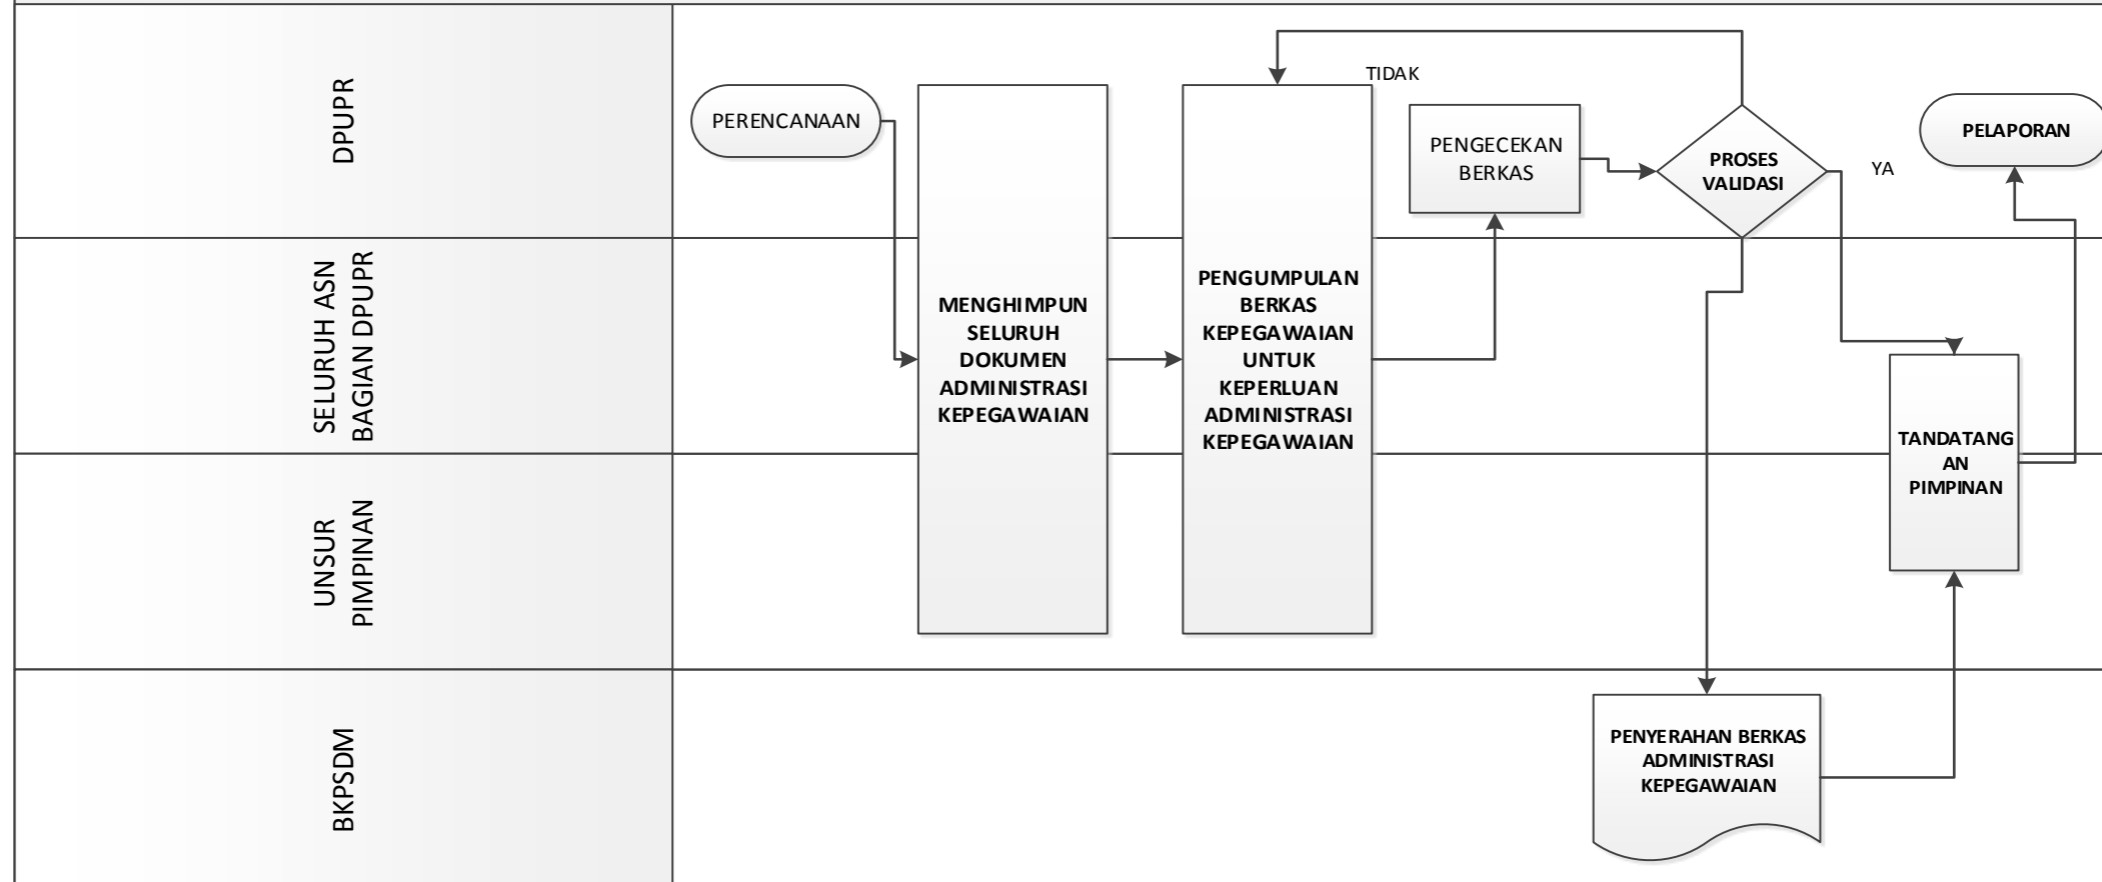 DPUPR
PERENCANAAN
TIDAK
PENGECEKAN
BERKAS
PROSES
VALIDASI
YA
PELAPORAN
SELURUH ASN
BAGIAN DPUPR
MENGHIMPUN
SELURUH
DOKUMEN
ADMINISTRASI
KEPEGAWAIAN
PENGUMPULAN
BERKAS
KEPEGAWAIAN
UNTUK
KEPERLUAN
ADMINISTRASI
KEPEGAWAIAN
UNSUR
PIMPINAN
TANDATANG
AN
PIMPINAN
BKPSDM
PENYERAHAN BERKAS
ADMINISTRASI
KEPEGAWAIAN